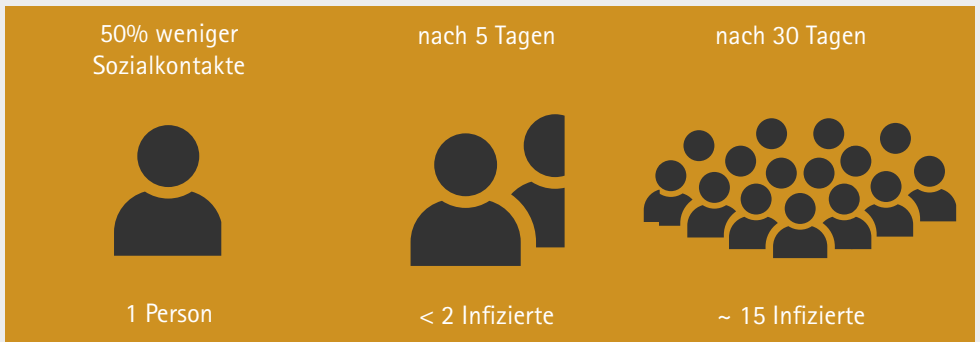 50% weniger
Sozialkontakte
nach 5 Tagen
nach 30 Tagen
1 Person
< 2 Infizierte
~ 15 Infizierte